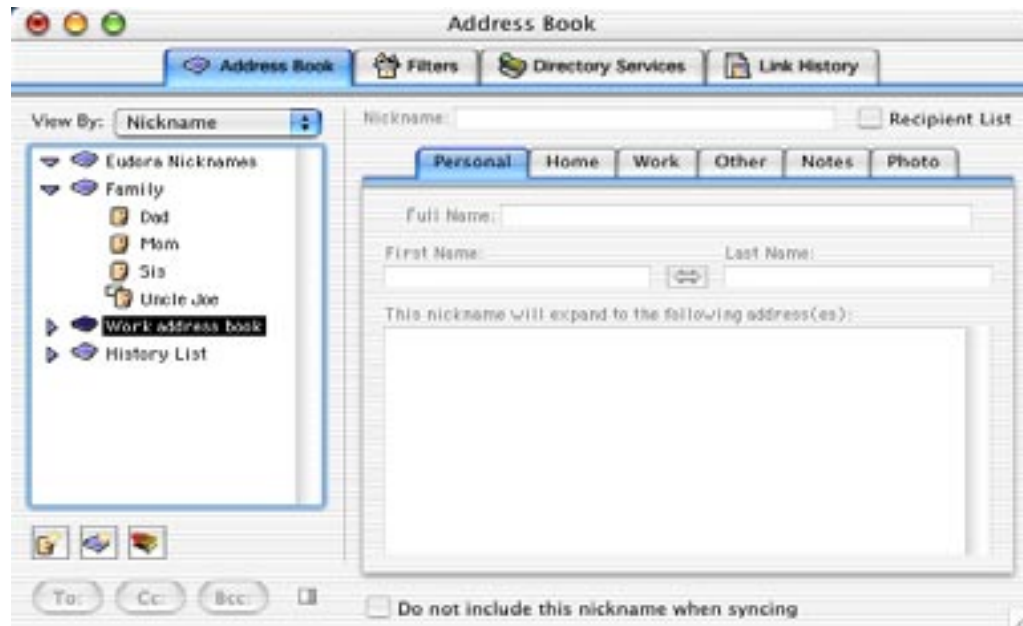 Address Book
Address Book Filters Directory Services Link History
View By: Nickname
Eudora Nicknames
Family
Dad
Mom
Sis
Uncle Joe
Work address book
History List
To: Cc: Bcc:
Nickname: Recipient List
Personal Home Work Other Notes Photo
Full Name:
First Name: Last Name:
This nickname will expand to the following address(es):
Do not include this nickname when syncing